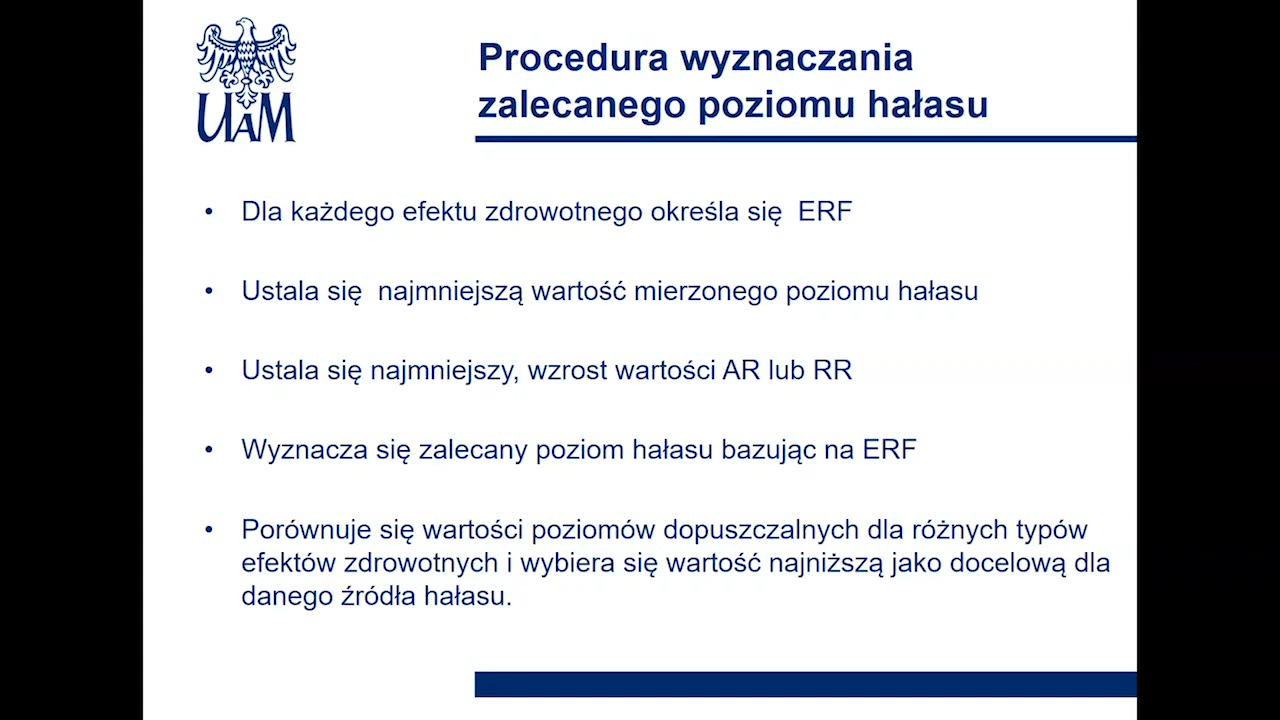 UAM
Procedura wyznaczania
zalecanego poziomu hałasu
• Dla każdego efektu zdrowotnego określa się ERF
• Ustala się najmniejszą wartość mierzonego poziomu hałasu
• Ustala się najmniejszy, wzrost wartości AR lub RR
• Wyznacza się zalecany poziom hałasu bazując na ERF
• Porównuje się wartości poziomów dopuszczalnych dla różnych typów
efektów zdrowotnych i wybiera się wartość najniższą jako docelową dla
danego źródła hałasu.